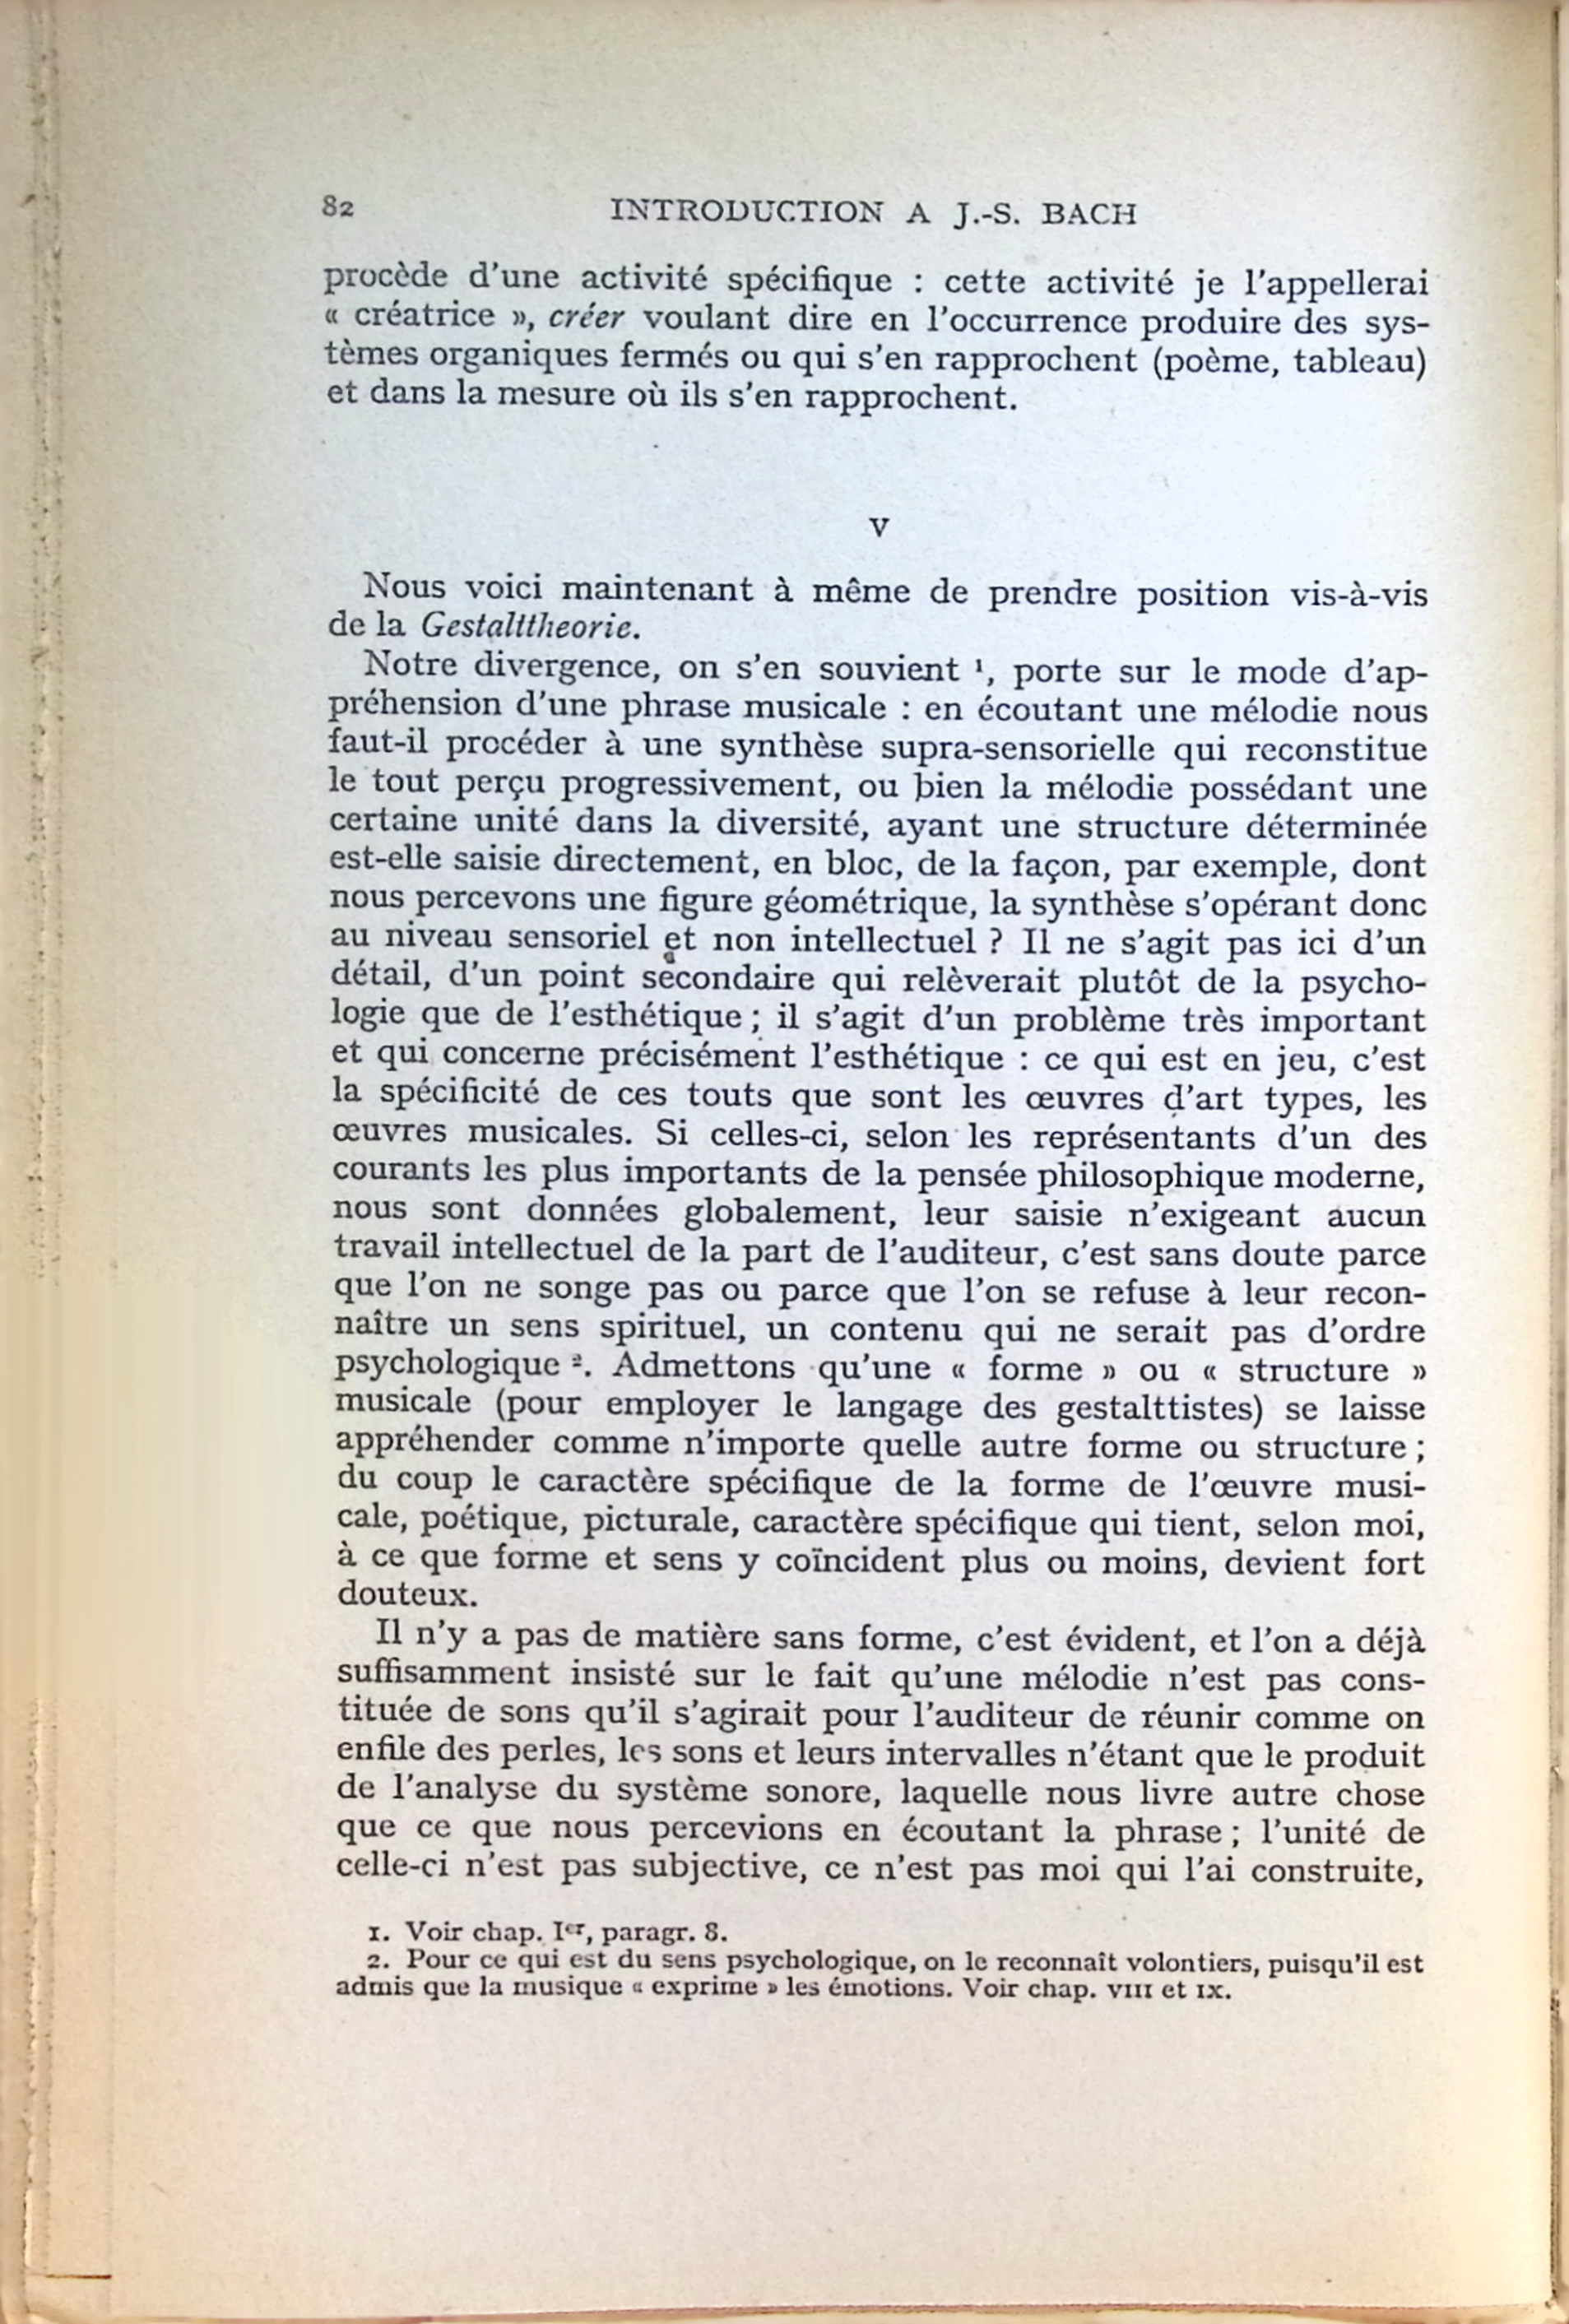 82 INTRODUCTION A J.-S. BACH
procède d'une activité spécifique : cette activité je l'appellerai
« créatrice », créer voulant dire en l'occurrence produire des sys-
tèmes organiques fermés ou qui s'en rapprochent (poème, tableau)
et dans la mesure où ils s'en rapprochent.
V
Nous voici maintenant à même de prendre position vis-à-vis
de la Gestalttheorie.
Notre divergence, on s'en souvient ¹, porte sur le mode d'ap-
préhension d'une phrase musicale : en écoutant une mélodie nous
faut-il procéder à une synthèse supra-sensorielle qui reconstitue
le tout perçu progressivement, ou bien la mélodie possédant une
certaine unité dans la diversité, ayant une structure déterminée
est-elle saisie directement, en bloc, de la façon, par exemple, dont
nous percevons une figure géométrique, la synthèse s'opérant donc
au niveau sensoriel et non intellectuel ? Il ne s'agit pas ici d'un
détail, d'un point secondaire qui relèverait plutôt de la psycho-
logie que de l'esthétique ; il s'agit d'un problème très important
et qui concerne précisément l'esthétique : ce qui est en jeu, c'est
la spécificité de ces touts que sont les œuvres d'art types, les
œuvres musicales. Si celles-ci, selon les représentants d'un des
courants les plus importants de la pensée philosophique moderne,
nous sont données globalement, leur saisie n'exigeant aucun
travail intellectuel de la part de l'auditeur, c'est sans doute parce
que l'on ne songe pas ou parce que l'on se refuse à leur recon-
naître un sens spirituel, un contenu qui ne serait pas d'ordre
psychologique ². Admettons qu'une « forme » ou « structure »
musicale (pour employer le langage des gestalttistes) se laisse
appréhender comme n'importe quelle autre forme ou structure ;
du coup le caractère spécifique de la forme de l'œuvre musi-
cale, poétique, picturale, caractère spécifique qui tient, selon moi,
à ce que forme et sens y coïncident plus ou moins, devient fort
douteux.
Il n'y a pas de matière sans forme, c'est évident, et l'on a déjà
suffisamment insisté sur le fait qu'une mélodie n'est pas cons-
tituée de sons qu'il s'agirait pour l'auditeur de réunir comme on
enfile des perles, les sons et leurs intervalles n'étant que le produit
de l'analyse du système sonore, laquelle nous livre autre chose
que ce que nous percevions en écoutant la phrase ; l'unité de
celle-ci n'est pas subjective, ce n'est pas moi qui l'ai construite,
1. Voir chap. Ier, paragr. 8.
2. Pour ce qui est du sens psychologique, on le reconnaît volontiers, puisqu'il est
admis que la musique « exprime » les émotions. Voir chap. VIII et IX.